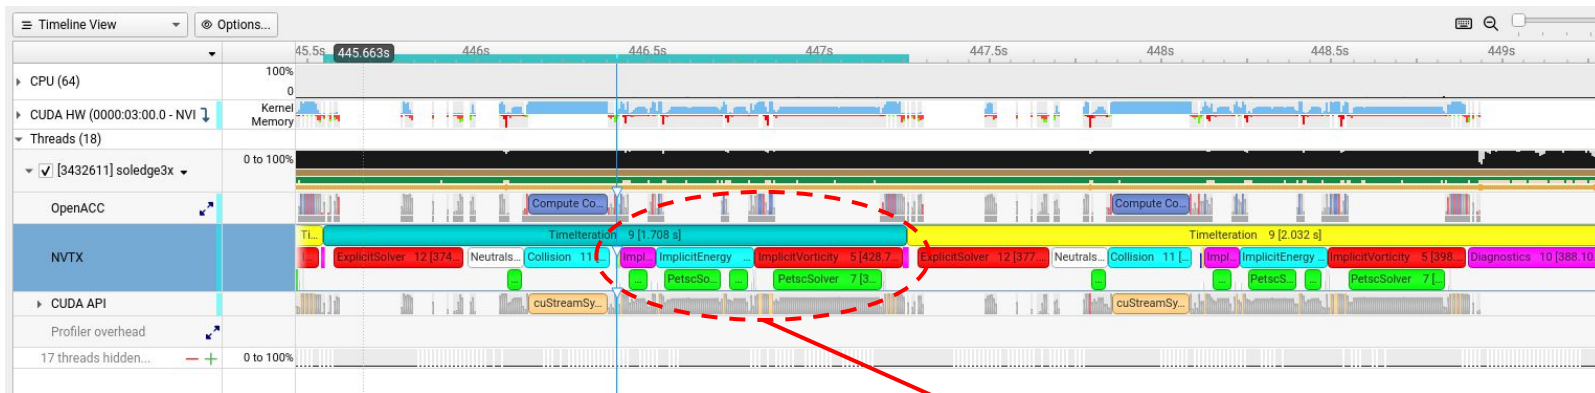 Timeline View Options...
45.5s 445.663s 446s 446.5s 447s 447.5s 448s 448.5s 449s
CPU (64) 100% 0
CUDA HW (0000:03:00.0 - NVI Kernel Memory
Threads (18)
[3432611] soledge3x 0 to 100%
OpenACC Compute Co... Compute Co...
Ti... TimeIteration 9 [1.708 s] TimeIteration 9 [2.032 s]
NVTX ExplicitSolver 12 [374... Neutrals... Collision 11 [... Impl... ImplicitEnergy ... ImplicitVorticity 5 [428.7... ExplicitSolver 12 [377.... Neutrals... Collision 11 [... Impl... ImplicitEnergy ... ImplicitVorticity 5 [398... Diagnostics 10 [388.10
... ... PetscSo... ... PetscSolver 7 [3... ... ... PetscS... ... PetscSolver 7 [...
CUDA API cuStreamSy... cuStreamSy...
Profiler overhead
17 threads hidden... 0 to 100%